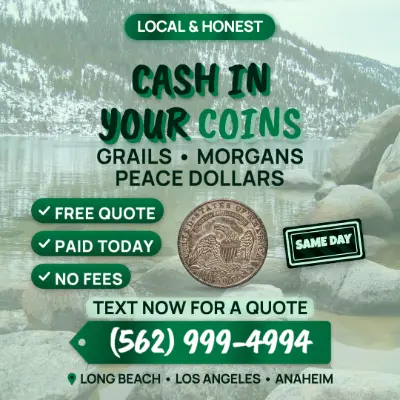 LOCAL & HONEST
CASH IN
YOUR COINS
GRAILS • MORGANS
PEACE DOLLARS
FREE QUOTE
PAID TODAY
NO FEES
SAME DAY
TEXT NOW FOR A QUOTE
(562) 999-4994
LONG BEACH • LOS ANGELES • ANAHEIM